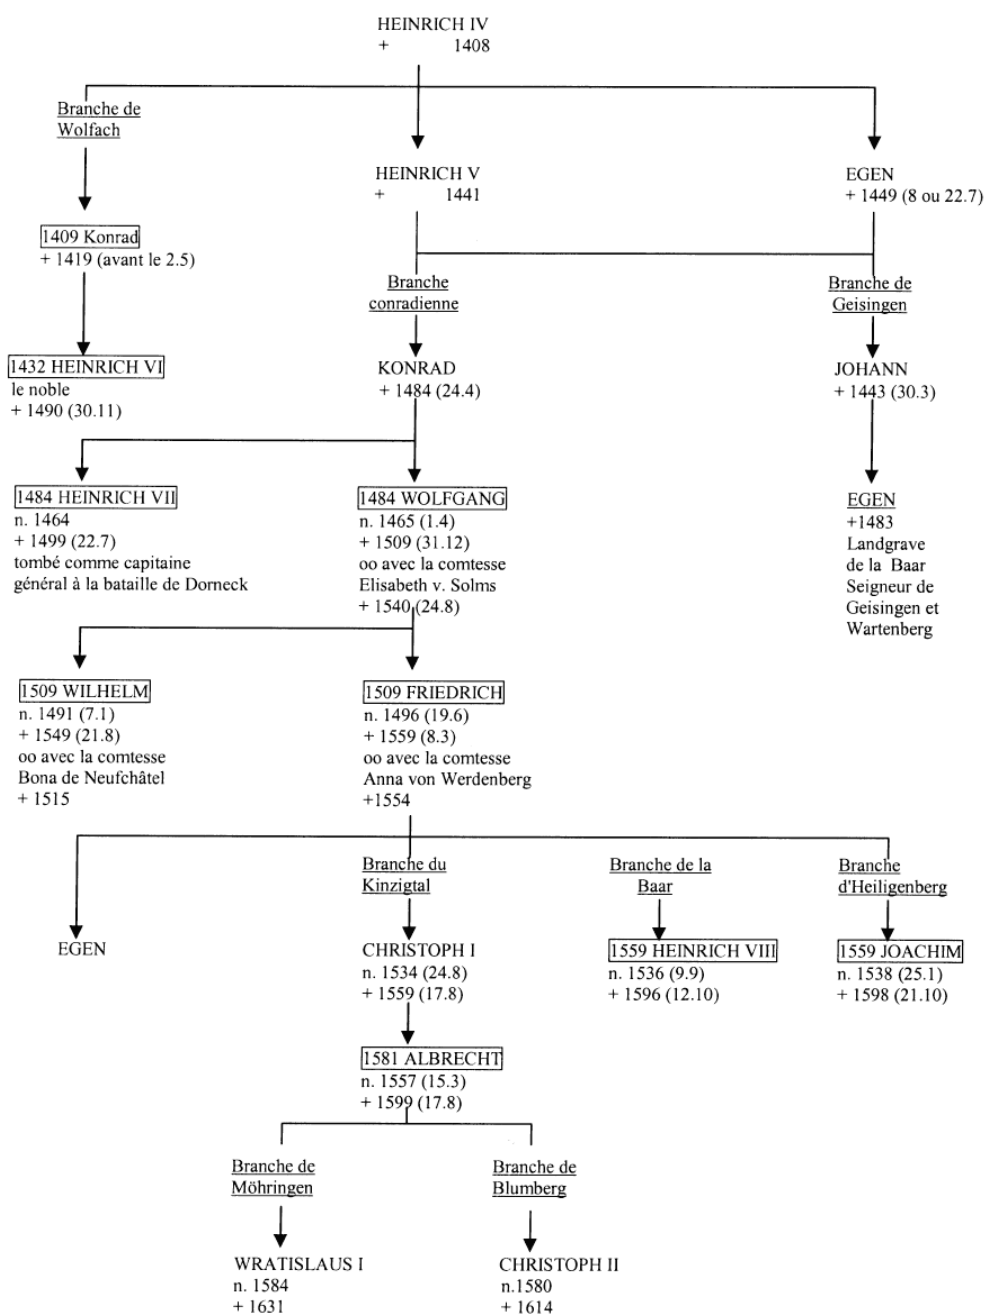 HEINRICH IV
+ 1408
Branche de
Wolfach
HEINRICH V
+ 1441
EGEN
+ 1449 (8 ou 22.7)
1409 Konrad
+ 1419 (avant le 2.5)
Branche
conradienne
Branche de
Geisingen
1432 HEINRICH VI
le noble
+ 1490 (30.11)
KONRAD
+ 1484 (24.4)
JOHANN
+ 1443 (30.3)
1484 HEINRICH VII
n. 1464
+ 1499 (22.7)
tombé comme capitaine
général à la bataille de Dorneck
1484 WOLFGANG
n. 1465 (1.4)
+ 1509 (31.12)
oo avec la comtesse
Elisabeth v. Solms
+ 1540 (24.8)
EGEN
+1483
Landgrave
de la Baar
Seigneur de
Geisingen et
Wartenberg
1509 WILHELM
n. 1491 (7.1)
+ 1549 (21.8)
oo avec la comtesse
Bona de Neufchâtel
+ 1515
1509 FRIEDRICH
n. 1496 (19.6)
+ 1559 (8.3)
oo avec la comtesse
Anna von Werdenberg
+1554
Branche du
Kinzigtal
Branche de la
Baar
Branche
d'Heiligenberg
EGEN
CHRISTOPH I
n. 1534 (24.8)
+ 1559 (17.8)
1559 HEINRICH VIII
n. 1536 (9.9)
+ 1596 (12.10)
1559 JOACHIM
n. 1538 (25.1)
+ 1598 (21.10)
1581 ALBRECHT
n. 1557 (15.3)
+ 1599 (17.8)
Branche de
Möhringen
Branche de
Blumberg
WRATISLAUS I
n. 1584
+ 1631
CHRISTOPH II
n.1580
+ 1614